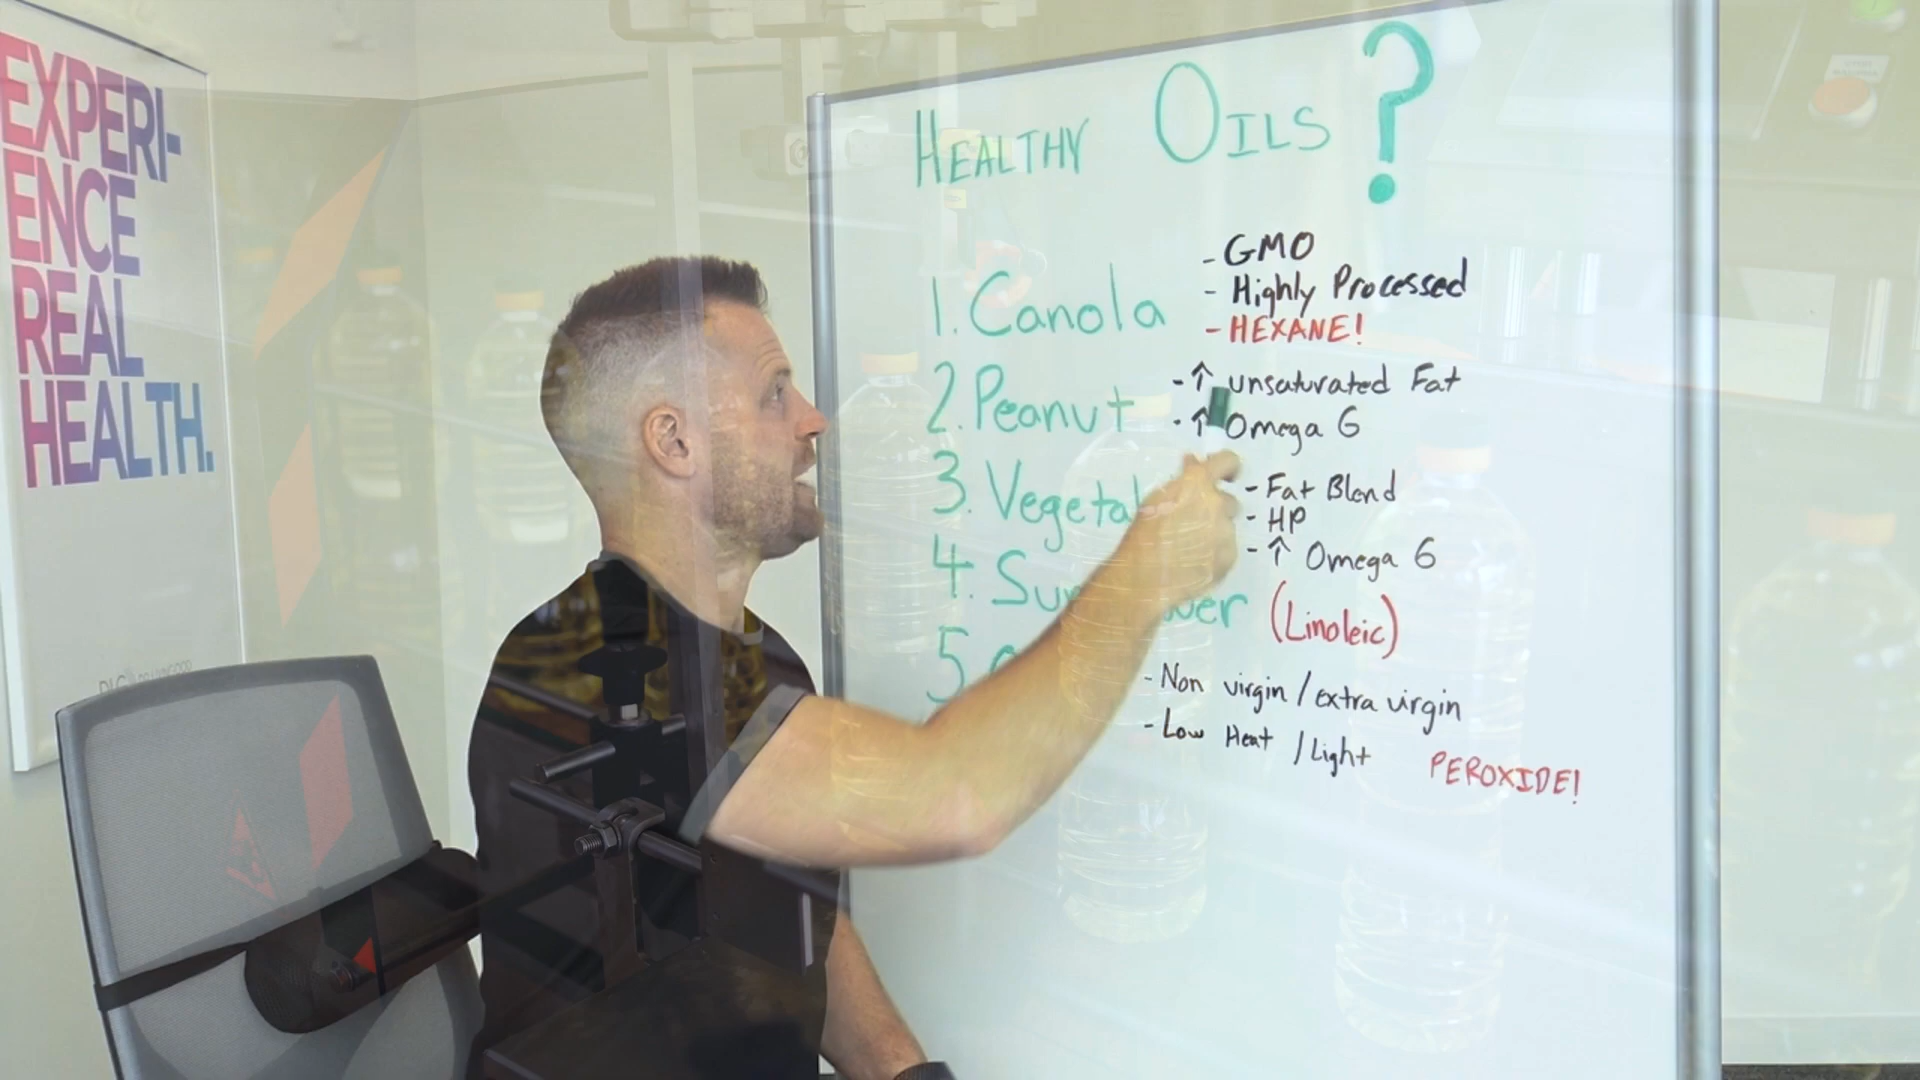 EXPERI-
ENCE
REAL
HEALTH.
HEALTHY OILS?
1. Canola
- GMO
- Highly Processed
- HEXANE!
2. Peanut
- ↑ unsaturated Fat
- ↑ Omega 6
3. Vegeta
- Fat Blend
- HP
- ↑ Omega 6
4. Su wer (Linoleic)
5.
- Non virgin / extra virgin
- Low Heat / Light
PEROXIDE!